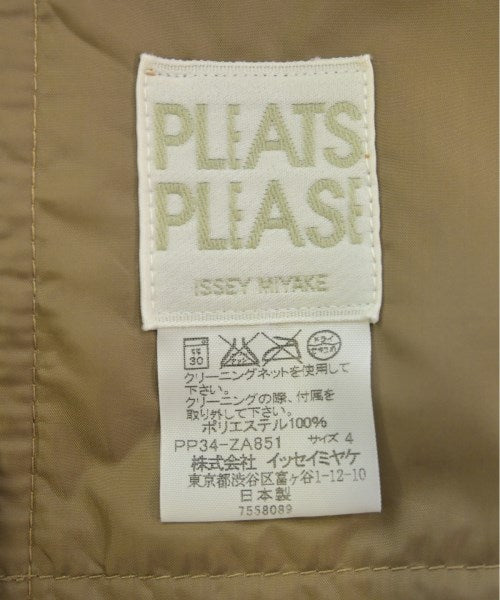 PLEATS
PLEASE
ISSEY MIYAKE
弱
30
ドライ
クリーニングネットを使用して
下さい。
クリーニングの際、付属を
取り外して下さい。
ポリエステル100%
PP34-ZA851 サイズ 4
株式会社 イッセイミヤケ
東京都渋谷区富ヶ谷1-12-10
日本製
7558089